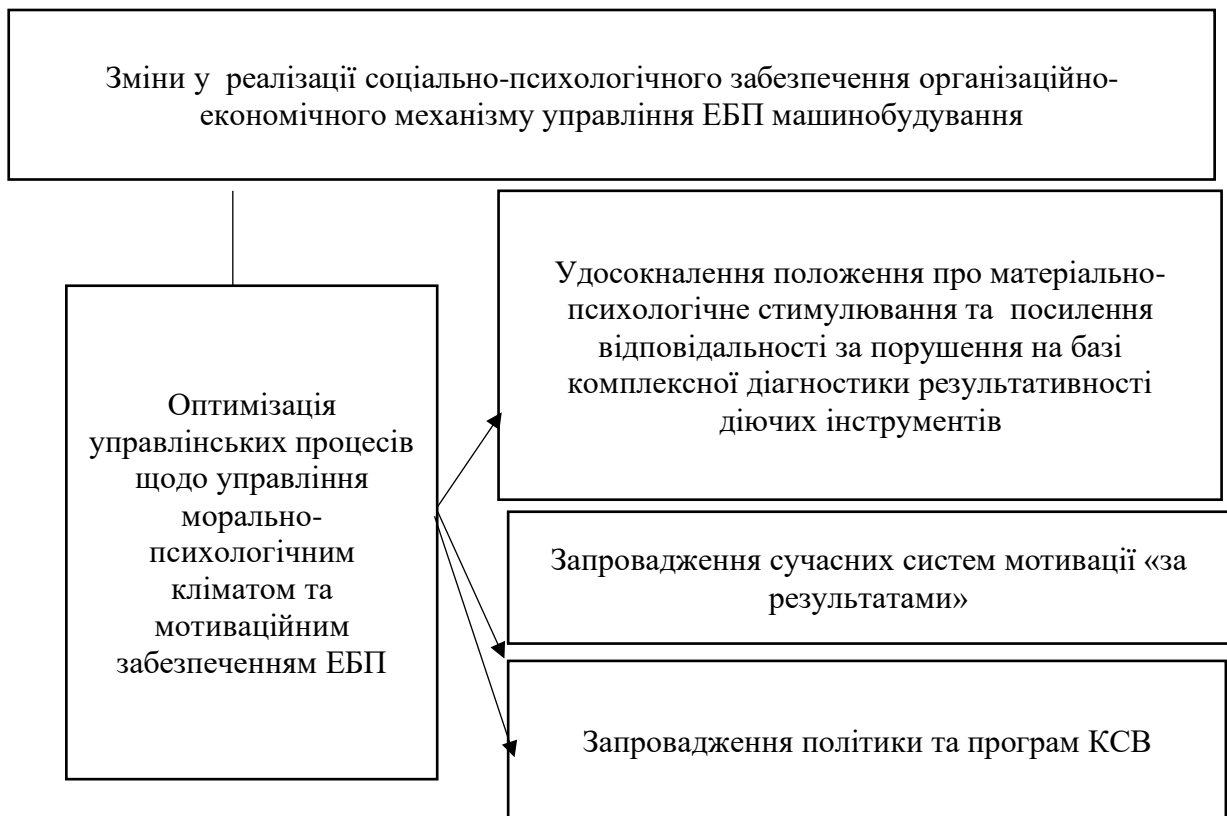 Зміни у  реалізації соціально-психологічного забезпечення організаційно-
економічного механізму управління ЕБП машинобудування
Удосокналення положення про матеріально-
психологічне стимулювання та  посилення
відповідальності за порушення на базі
комплексної діагностики результативності
діючих інструментів
Оптимізація
управлінських процесів
щодо управління
морально-
психологічним
кліматом та
мотиваційним
забезпеченням ЕБП
Запровадження сучасних систем мотивації «за
результатами»
Запровадження політики та програм КСВ